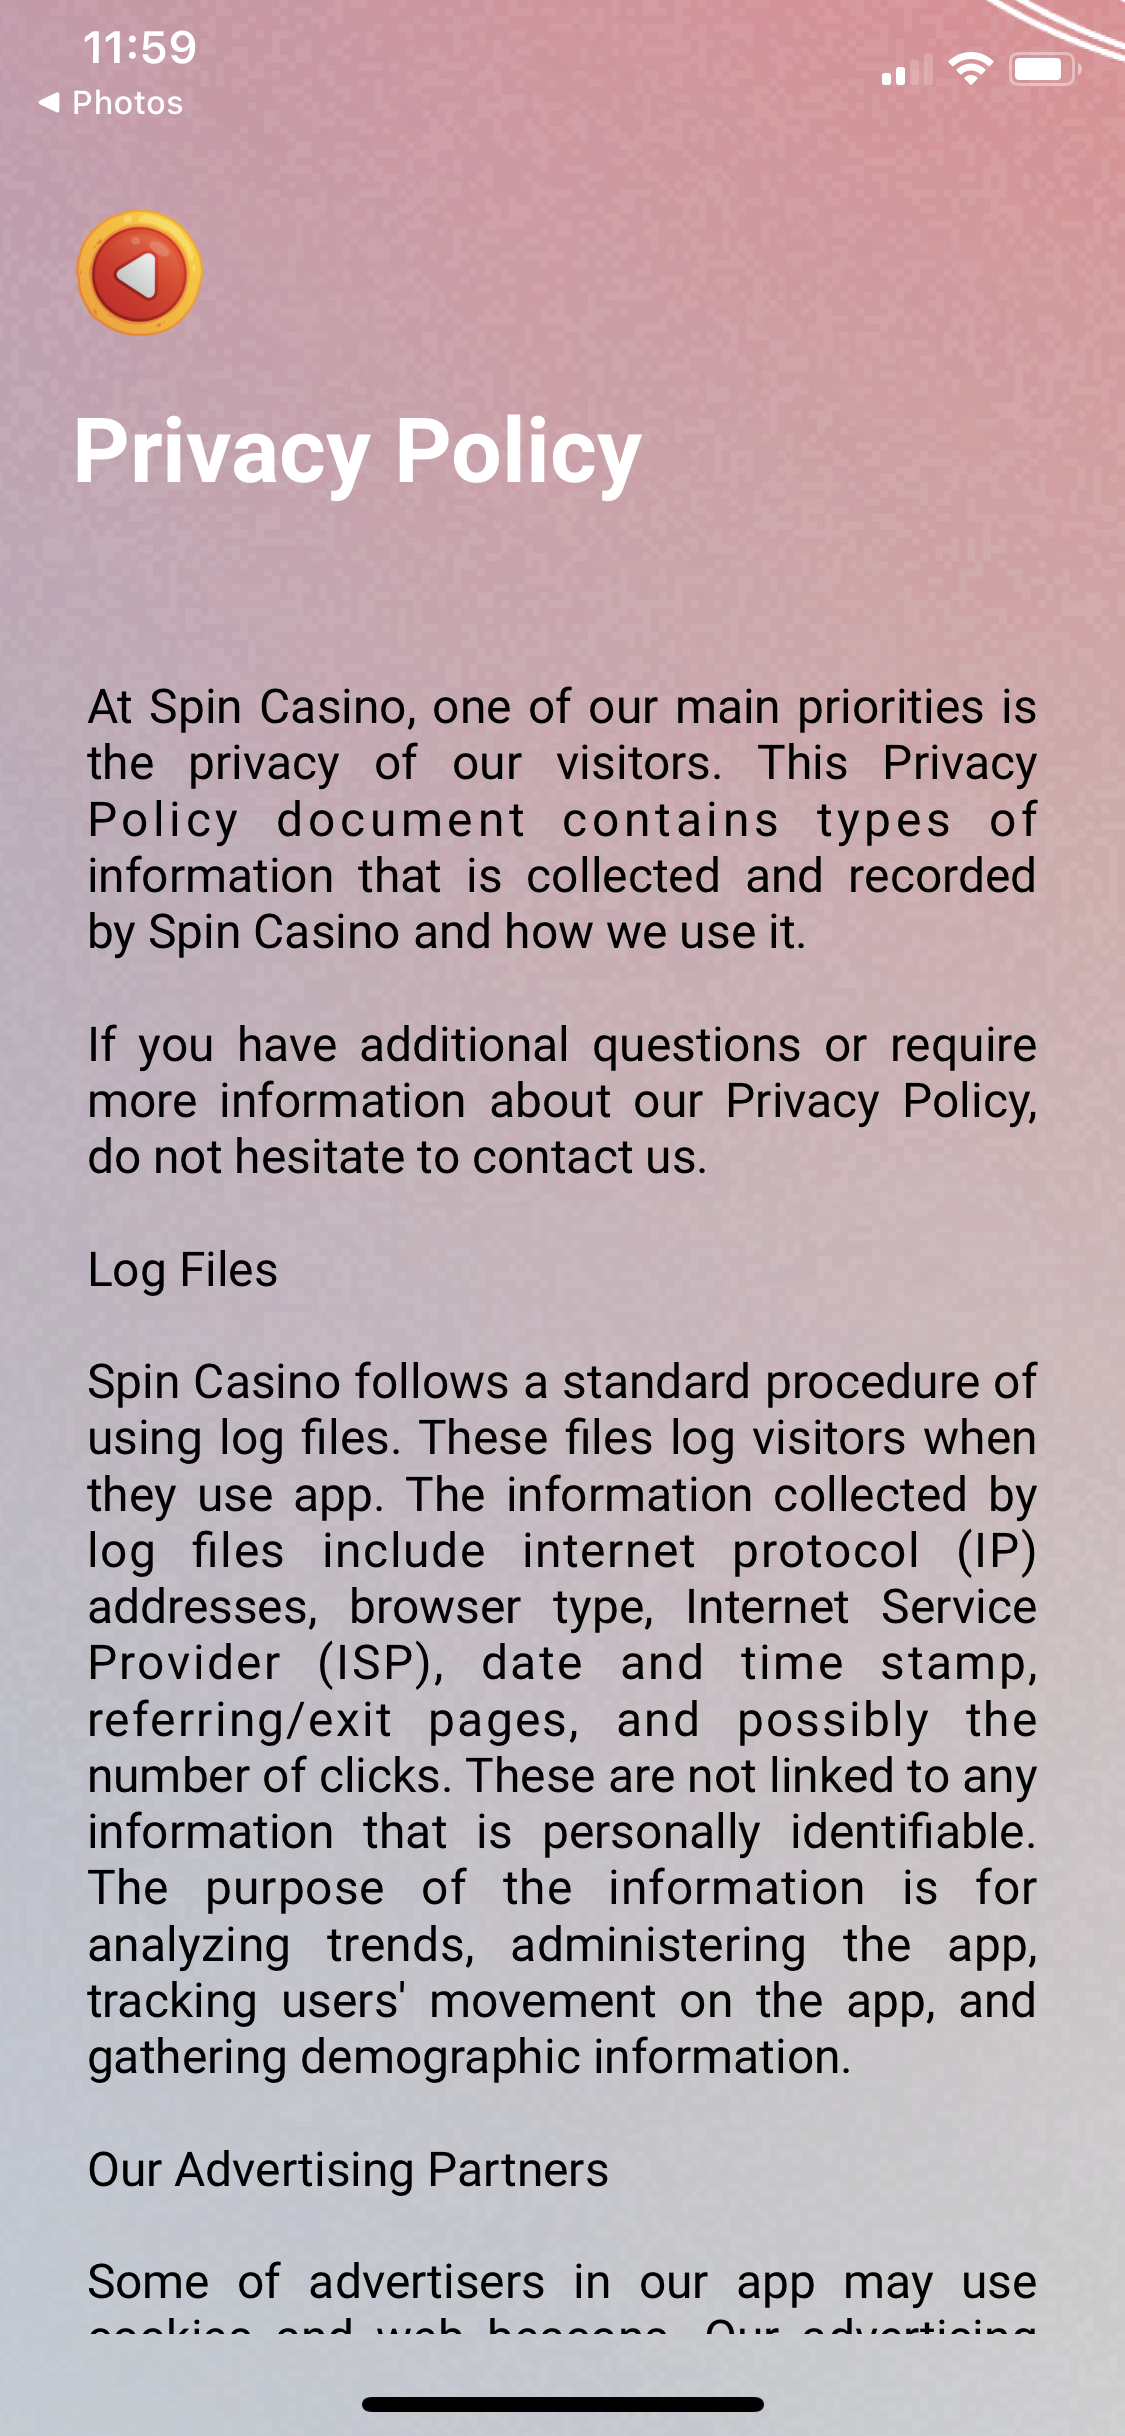 11:59
Photos
Privacy Policy
At Spin Casino, one of our main priorities is
the privacy of our visitors. This Privacy
Policy document contains types of
information that is collected and recorded
by Spin Casino and how we use it.
If you have additional questions or require
more information about our Privacy Policy,
do not hesitate to contact us.
Log Files
Spin Casino follows a standard procedure of
using log files. These files log visitors when
they use app. The information collected by
log files include internet protocol (IP)
addresses, browser type, Internet Service
Provider (ISP), date and time stamp,
referring/exit pages, and possibly the
number of clicks. These are not linked to any
information that is personally identifiable.
The purpose of the information is for
analyzing trends, administering the app,
tracking users' movement on the app, and
gathering demographic information.
Our Advertising Partners
Some of advertisers in our app may use
cookies and web beacons. Our advertising